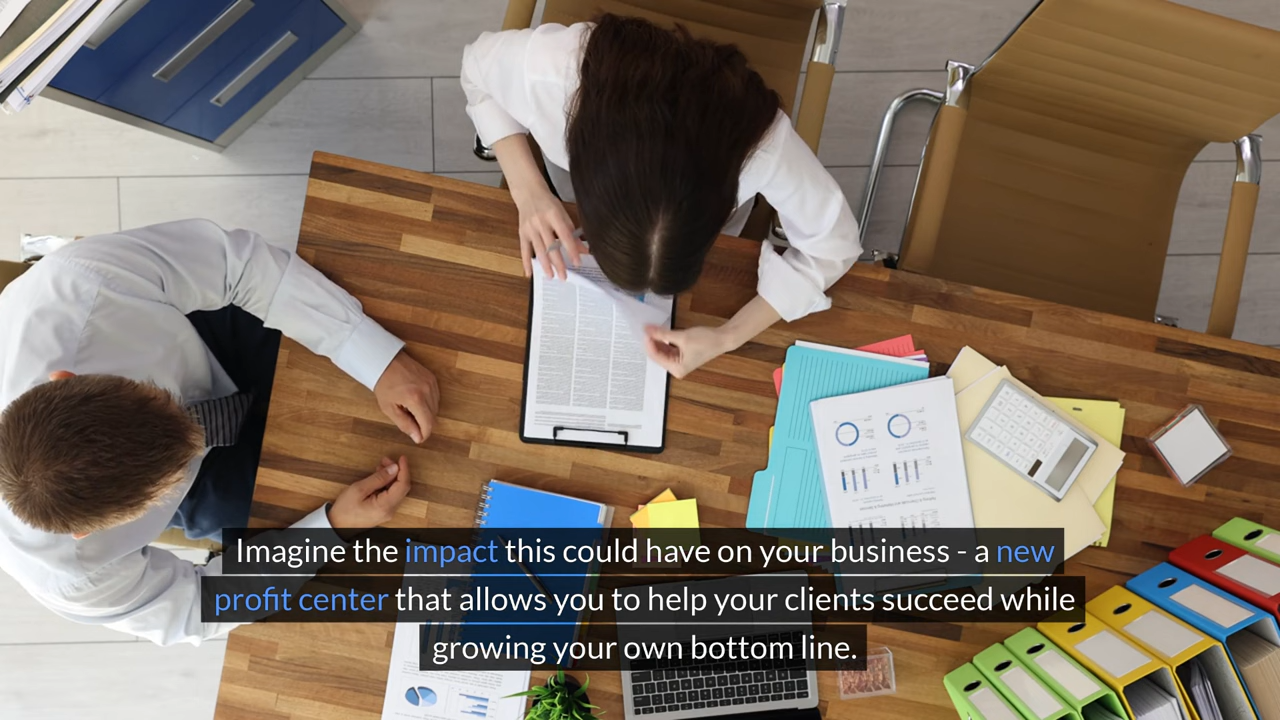 Imagine the impact this could have on your business - a new
profit center that allows you to help your clients succeed while
growing your own bottom line.